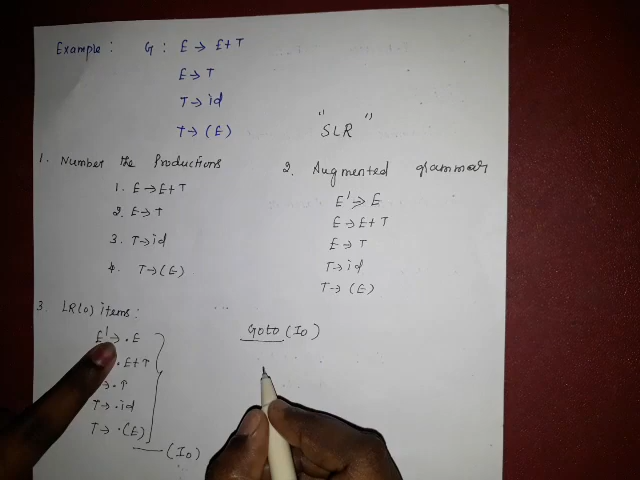 Example : G : E → E+T
E → T
T → id
T → (E)
" SLR "
1. Number the Productions
1. E → E+T
2. E → T
3. T → id
4. T → (E)
2. Augmented grammar
E' → E
E → E+T
E → T
T → id
T → (E)
3. LR(0) items :
E' → .E
.E+T
→ .T
T → .id
T → .(E)
(I0)
Goto (I0)